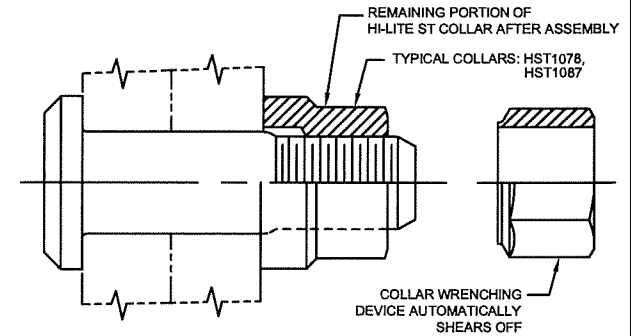 REMAINING PORTION OF
HI-LITE ST COLLAR AFTER ASSEMBLY
TYPICAL COLLARS: HST1078,
HST1087
COLLAR WRENCHING
DEVICE AUTOMATICALLY
SHEARS OFF